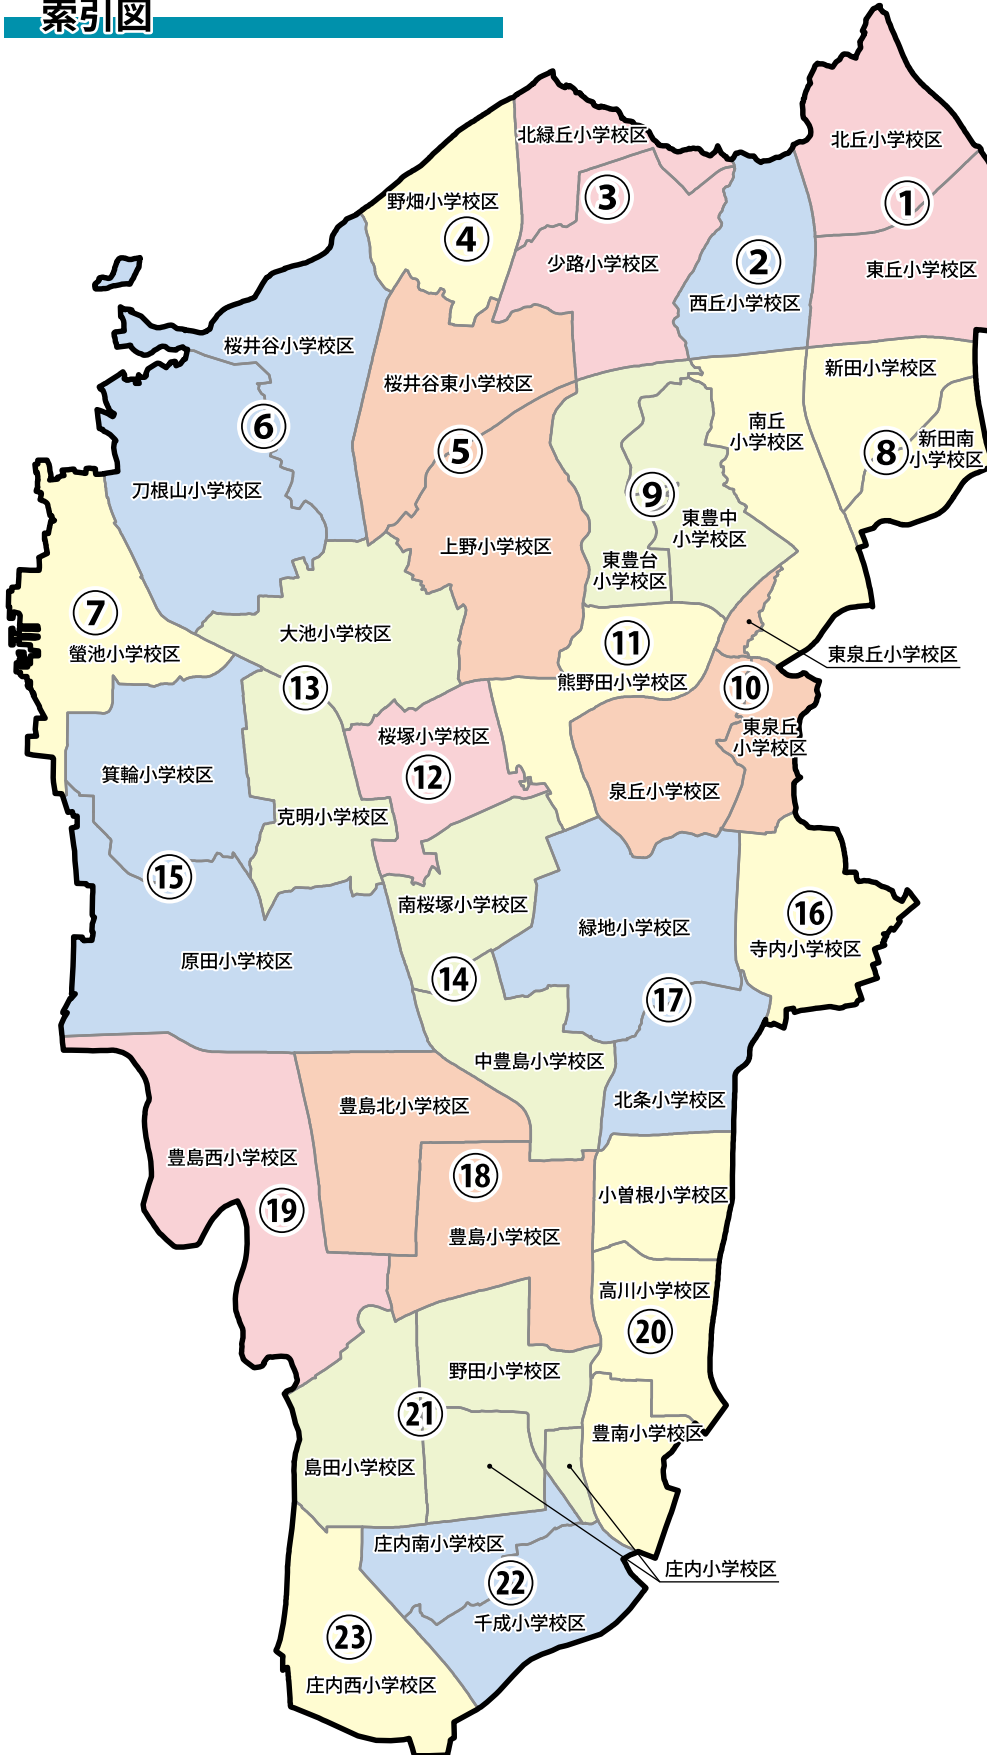 索引図
北丘小学校区
①
東丘小学校区
北緑丘小学校区
③
少路小学校区
②
西丘小学校区
野畑小学校区
④
桜井谷小学校区
⑥
刀根山小学校区
桜井谷東小学校区
⑤
上野小学校区
新田小学校区
⑧
新田南
小学校区
南丘
小学校区
⑨
東豊中
小学校区
東豊台
小学校区
⑦
螢池小学校区
大池小学校区
⑬
⑪
熊野田小学校区
東泉丘小学校区
⑩
東泉丘
小学校区
泉丘小学校区
桜塚小学校区
⑫
箕輪小学校区
克明小学校区
⑮
原田小学校区
南桜塚小学校区
⑭
緑地小学校区
⑯
寺内小学校区
⑰
中豊島小学校区
北条小学校区
豊島北小学校区
豊島西小学校区
⑲
⑱
豊島小学校区
小曽根小学校区
高川小学校区
⑳
野田小学校区
㉑
島田小学校区
豊南小学校区
庄内南小学校区
庄内小学校区
㉒
千成小学校区
㉓
庄内西小学校区